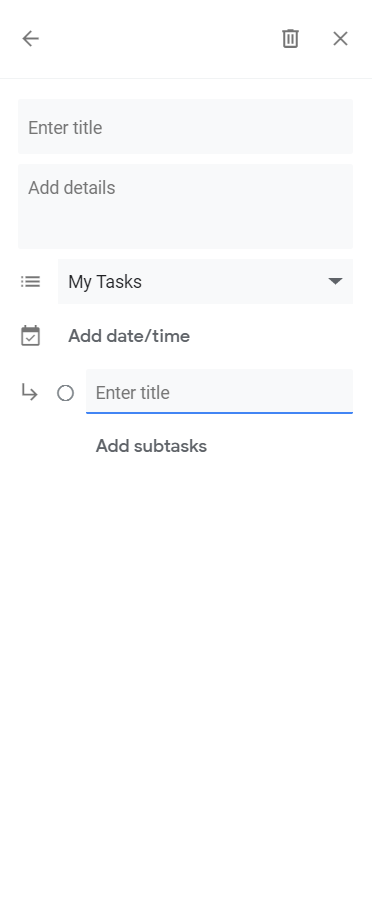 Enter title
Add details
My Tasks
Add date/time
Enter title
Add subtasks